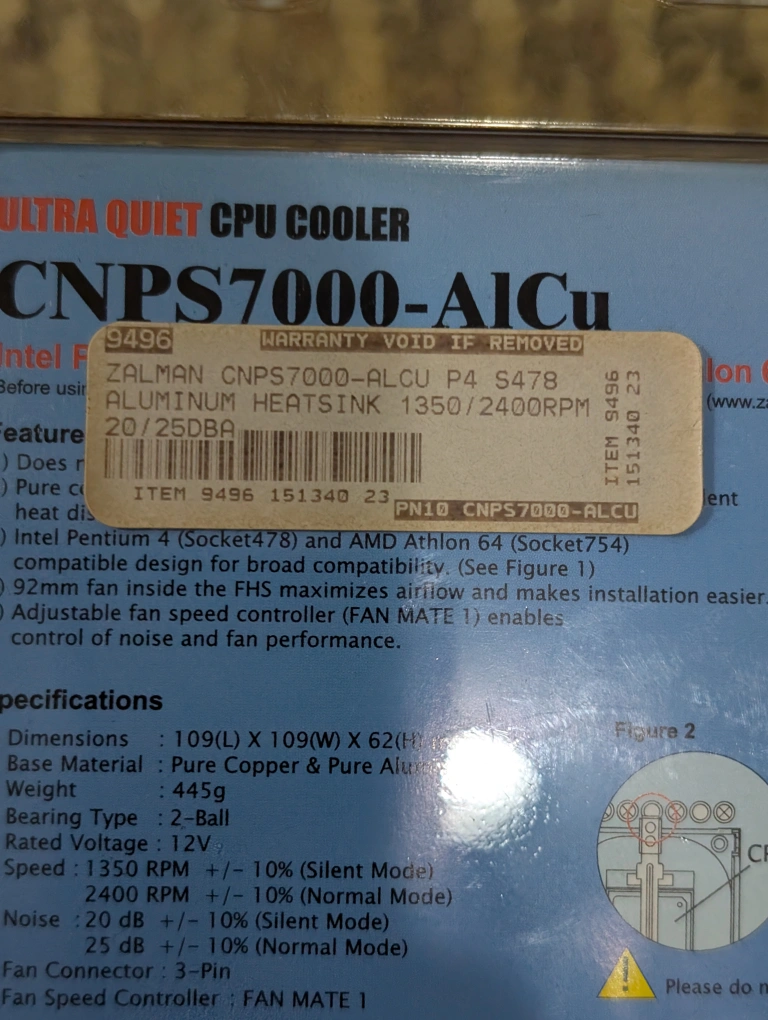 ULTRA QUIET CPU COOLER
CNPS7000-AlCu
Intel
lon
Before
(www.za
9496 WARRANTY VOID IF REMOVED
ZALMAN CNPS7000-ALCU P4 S478
ALUMINUM HEATSINK 1350/2400RPM
20/25DBA
ITEM 9496 151340 23
PN10 CNPS7000-ALCU
ITEM 9496
151340 23
eature
) Does
) Pure
ent
heat
) Intel Pentium 4 (Socket478) and AMD Athlon 64 (Socket754)
compatible design for broad compatibility. (See Figure 1)
) 92mm fan inside the FHS maximizes airflow and makes installation easier.
) Adjustable fan speed controller (FAN MATE 1) enables
control of noise and fan performance.
pecifications
Dimensions : 109(L) X 109(W) X 62(H)
Base Material : Pure Copper & Pure Alu
Weight : 445g
Bearing Type : 2-Ball
Rated Voltage : 12V
Speed : 1350 RPM +/- 10% (Silent Mode)
2400 RPM +/- 10% (Normal Mode)
Noise : 20 dB +/- 10% (Silent Mode)
25 dB +/- 10% (Normal Mode)
Fan Connector : 3-Pin
Fan Speed Controller : FAN MATE 1
Figure 2
Please do